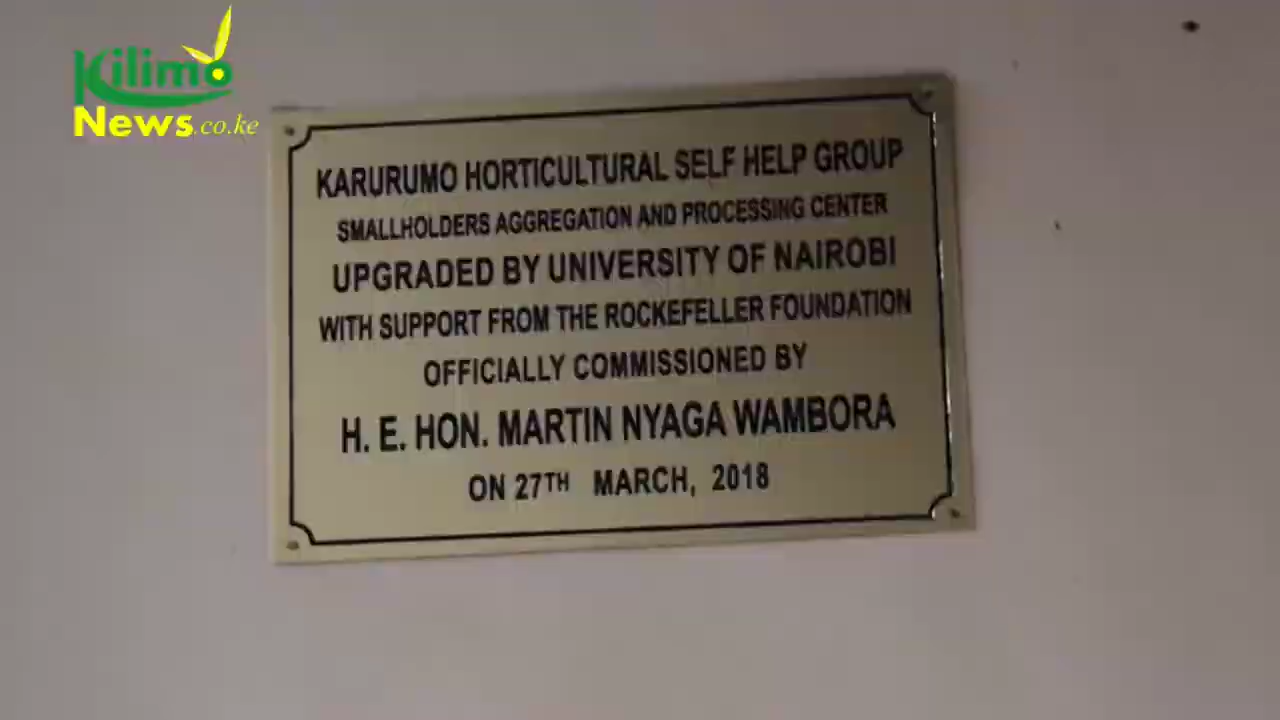 Kilimo
News.co.ke
KARURUMO HORTICULTURAL SELF HELP GROUP
SMALLHOLDERS AGGREGATION AND PROCESSING CENTER
UPGRADED BY UNIVERSITY OF NAIROBI
WITH SUPPORT FROM THE ROCKEFELLER FOUNDATION
OFFICIALLY COMMISSIONED BY
H. E. HON. MARTIN NYAGA WAMBORA
ON 27TH MARCH, 2018